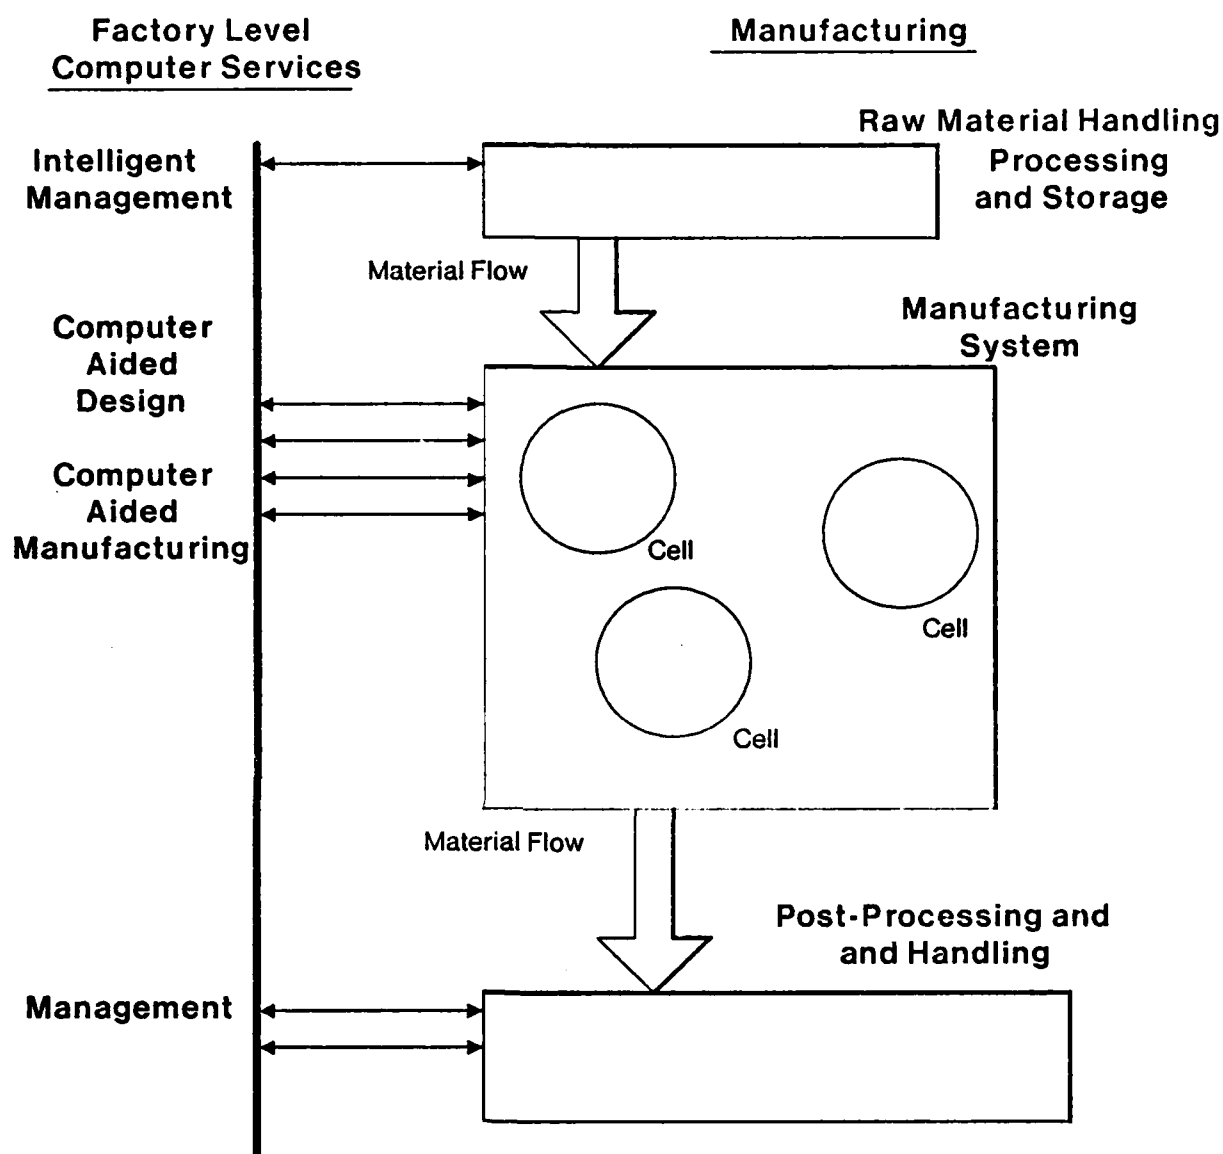 Factory Level
Computer Services
Manufacturing
Raw Material Handling
Processing
and Storage
Intelligent
Management
Material Flow
Manufacturing
System
Computer
Aided
Design
Computer
Aided
Manufacturing
Cell
Cell
Cell
Material Flow
Post-Processing and
and Handling
Management